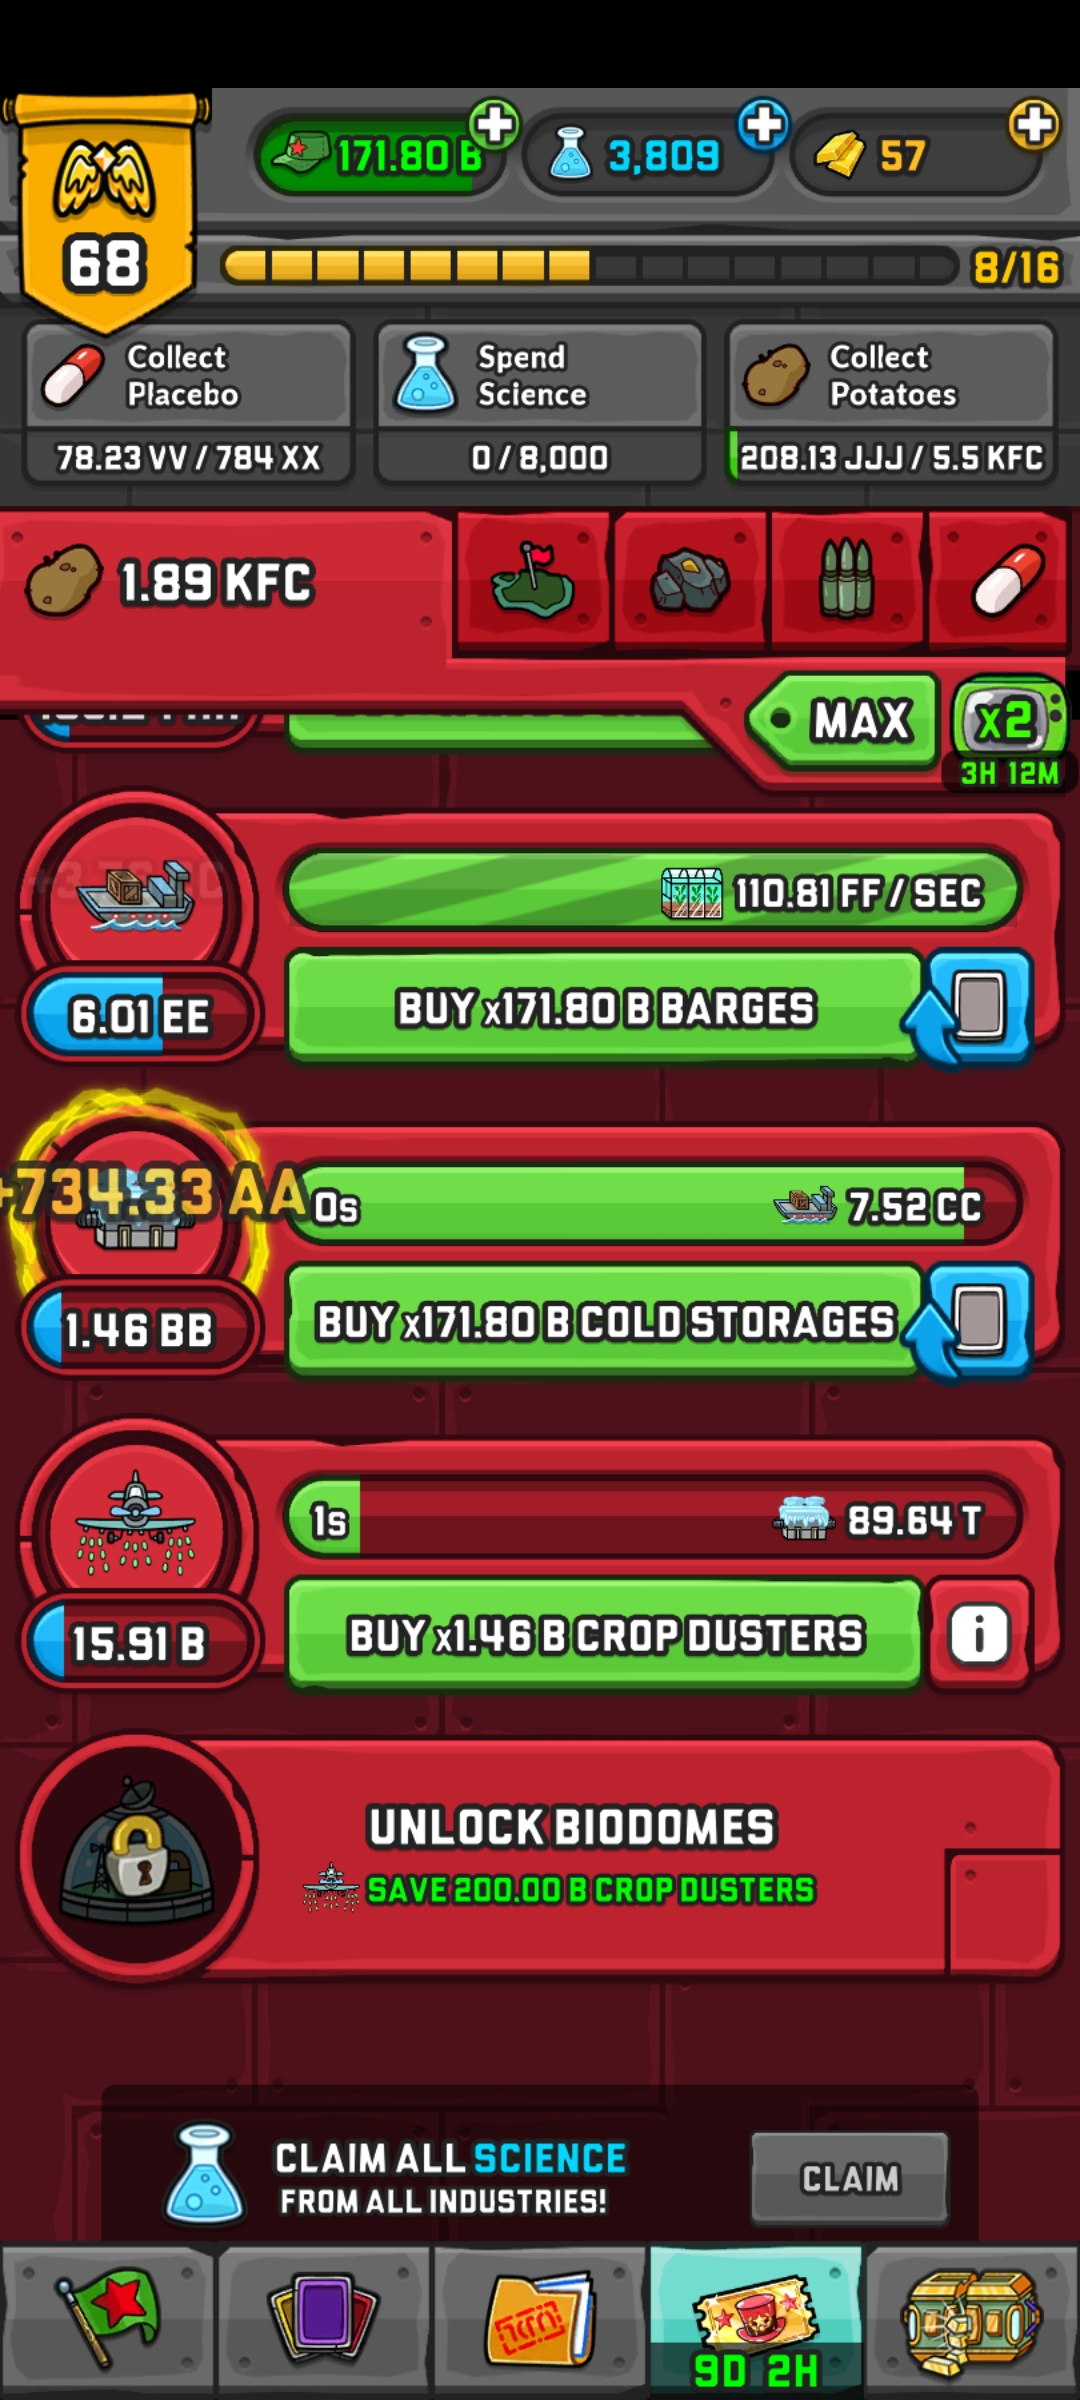 171.80 B
3,809
57
68
8/16
Collect
Placebo
78.23 VV / 784 XX
Spend
Science
0 / 8,000
Collect
Potatoes
208.13 JJJ / 5.5 KFC
1.89 KFC
MAX
x2
3H 12M
110.81 FF / SEC
6.01 EE
BUY x171.80 B BARGES
+734.33 AA
0s
7.52 CC
1.46 BB
BUY x171.80 B COLD STORAGES
1s
89.64 T
15.91 B
BUY x1.46 B CROP DUSTERS
i
UNLOCK BIODOMES
SAVE 200.00 B CROP DUSTERS
CLAIM ALL SCIENCE
FROM ALL INDUSTRIES!
CLAIM
9D 2H